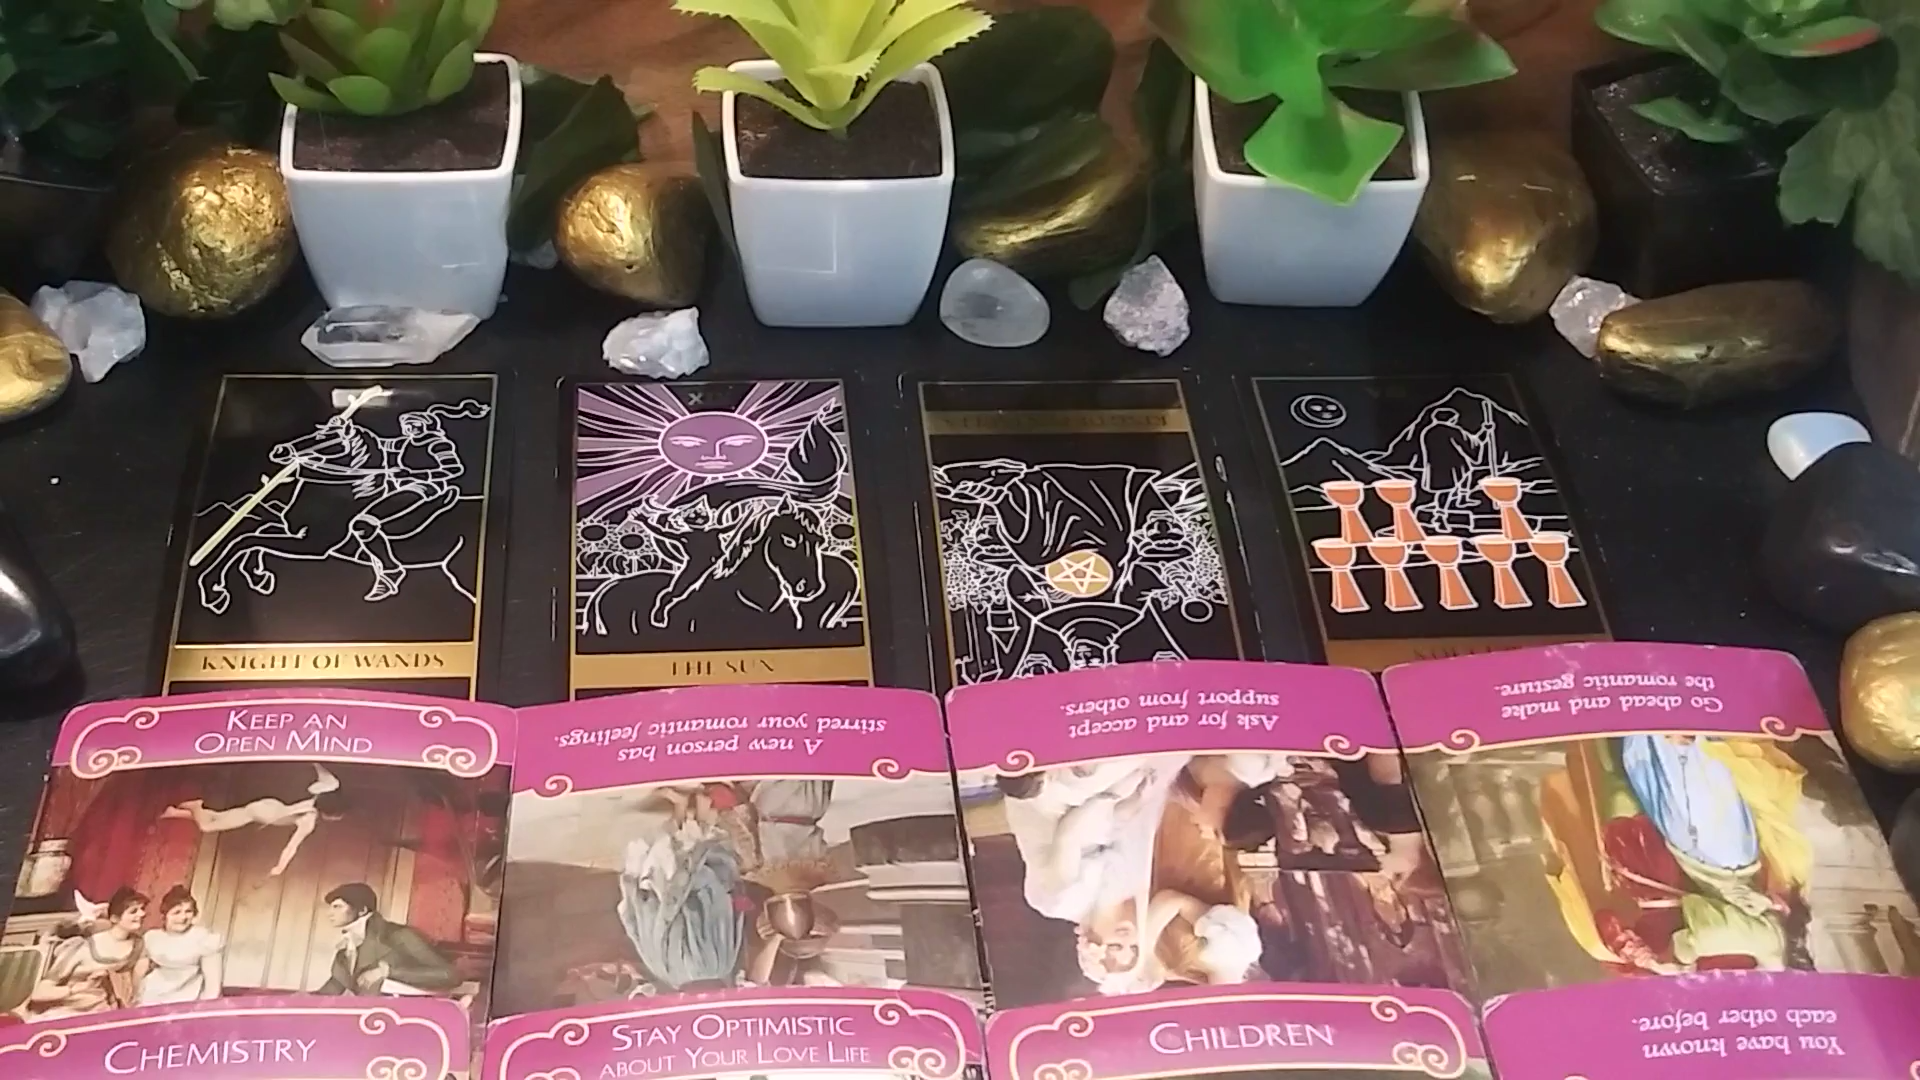 XIX
KNIGHT OF WANDS
THE SUN
KEEP AN
OPEN MIND
A new person has
stirred your romantic feelings.
Ask for and accept
support from others.
Go ahead and make
the romantic gesture.
CHEMISTRY
STAY OPTIMISTIC
ABOUT YOUR LOVE LIFE
CHILDREN
You have known
each other before.